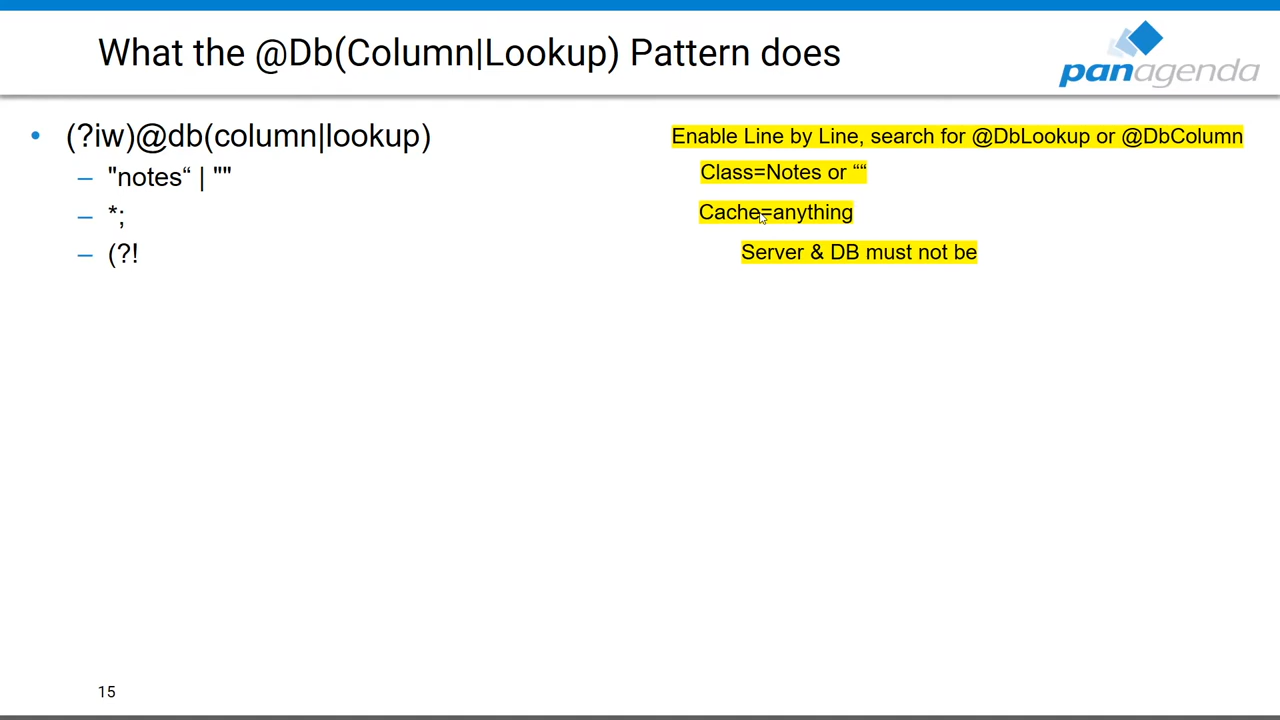 What the @Db(Column|Lookup) Pattern does
panagenda
• (?iw)@db(column|lookup) Enable Line by Line, search for @DbLookup or @DbColumn
– "notes“ | "" Class=Notes or ““
– *; Cache=anything
– (?! Server & DB must not be
15